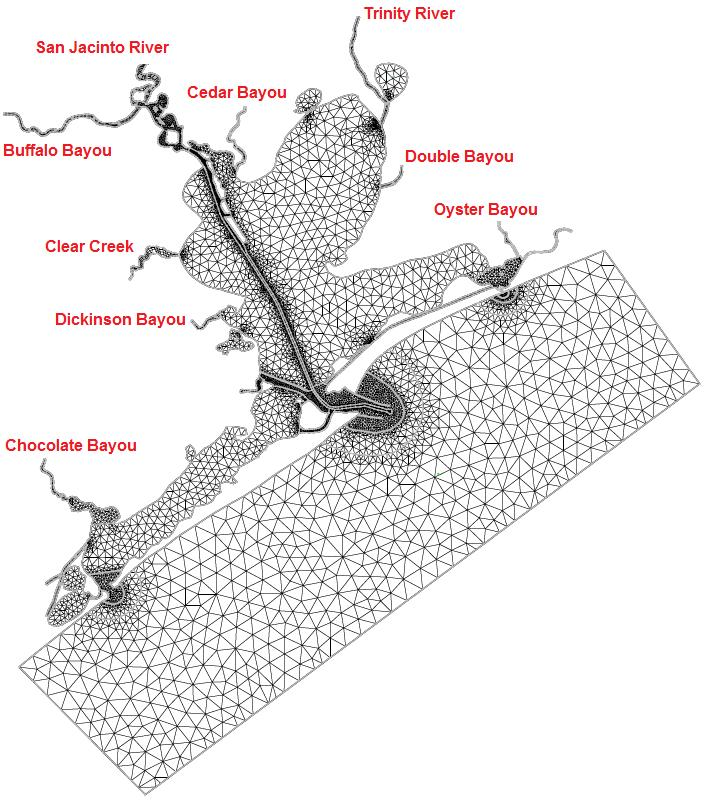 Trinity River
San Jacinto River
Cedar Bayou
Buffalo Bayou
Double Bayou
Oyster Bayou
Clear Creek
Dickinson Bayou
Chocolate Bayou